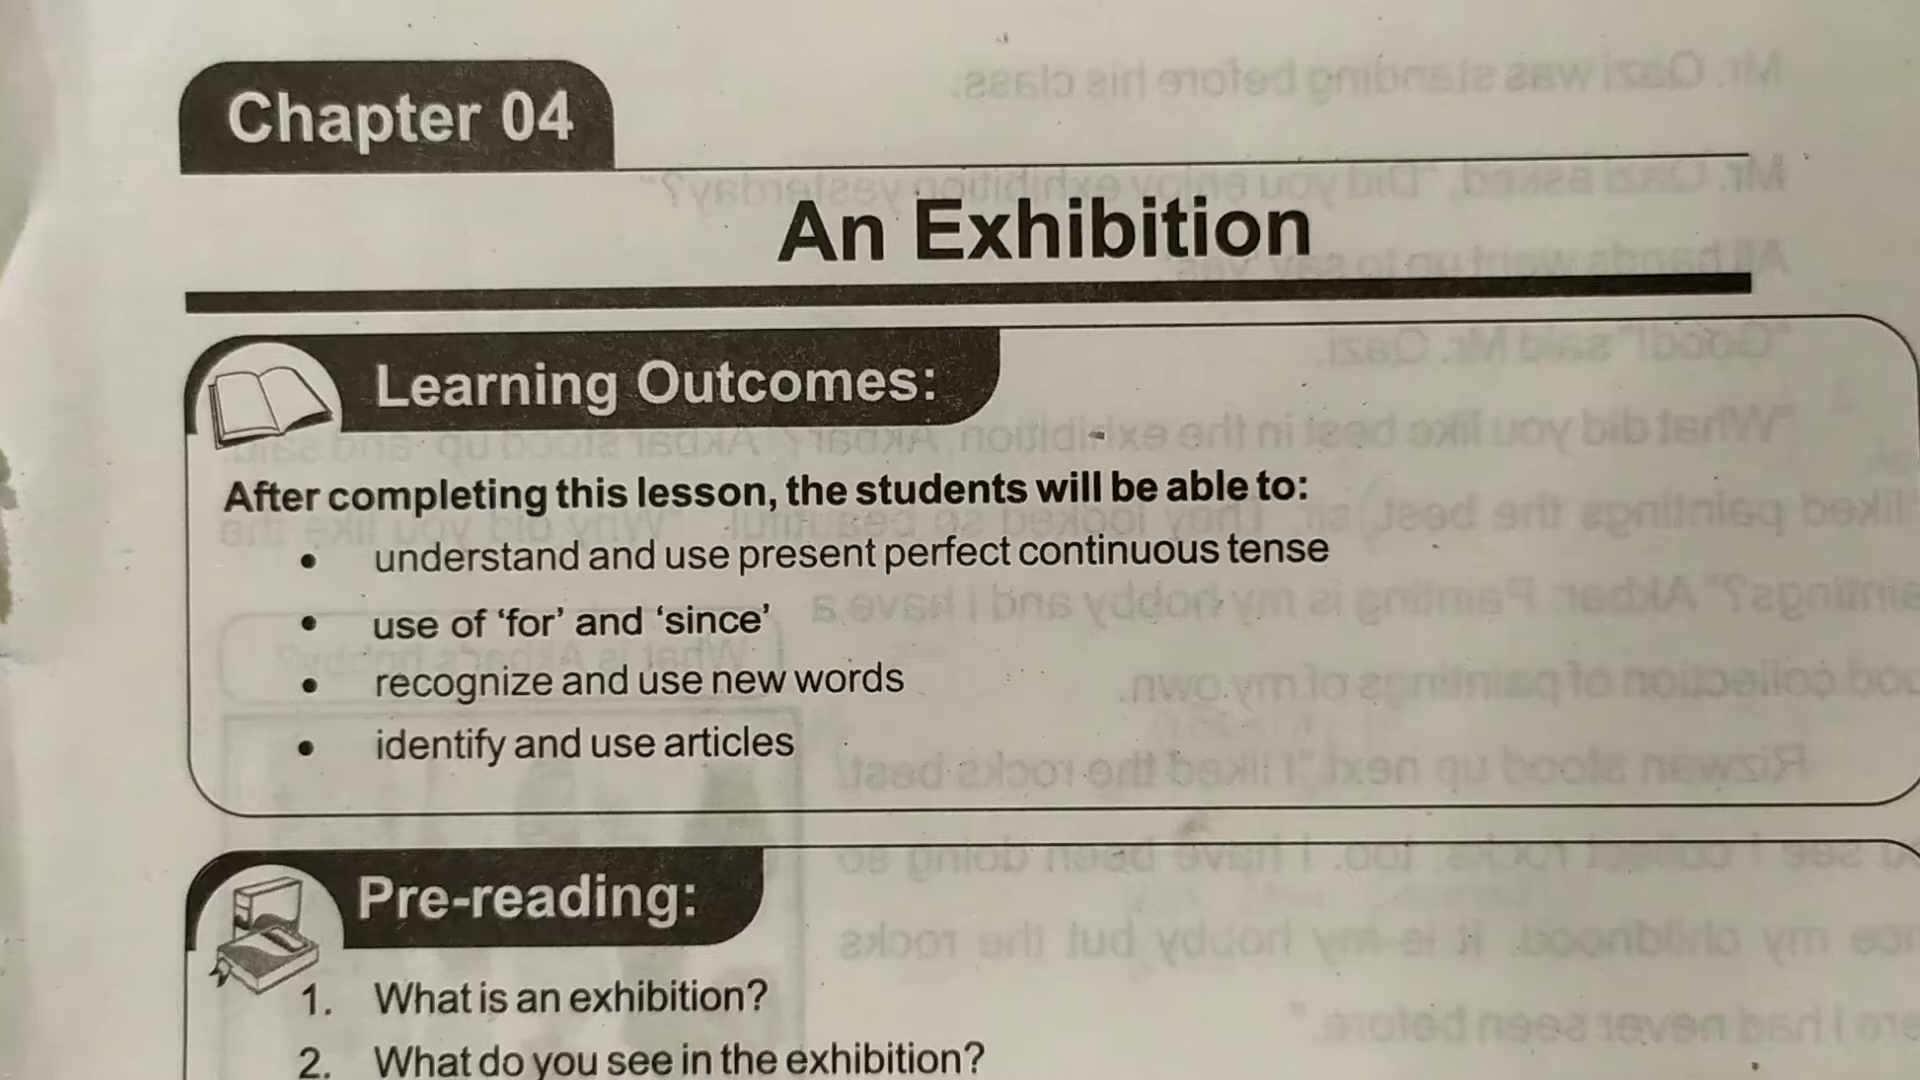 Chapter 04
An Exhibition
Learning Outcomes:
After completing this lesson, the students will be able to:
• understand and use present perfect continuous tense
• use of ‘for’ and ‘since’
• recognize and use new words
• identify and use articles
Pre-reading:
1. What is an exhibition?
2. What do you see in the exhibition?